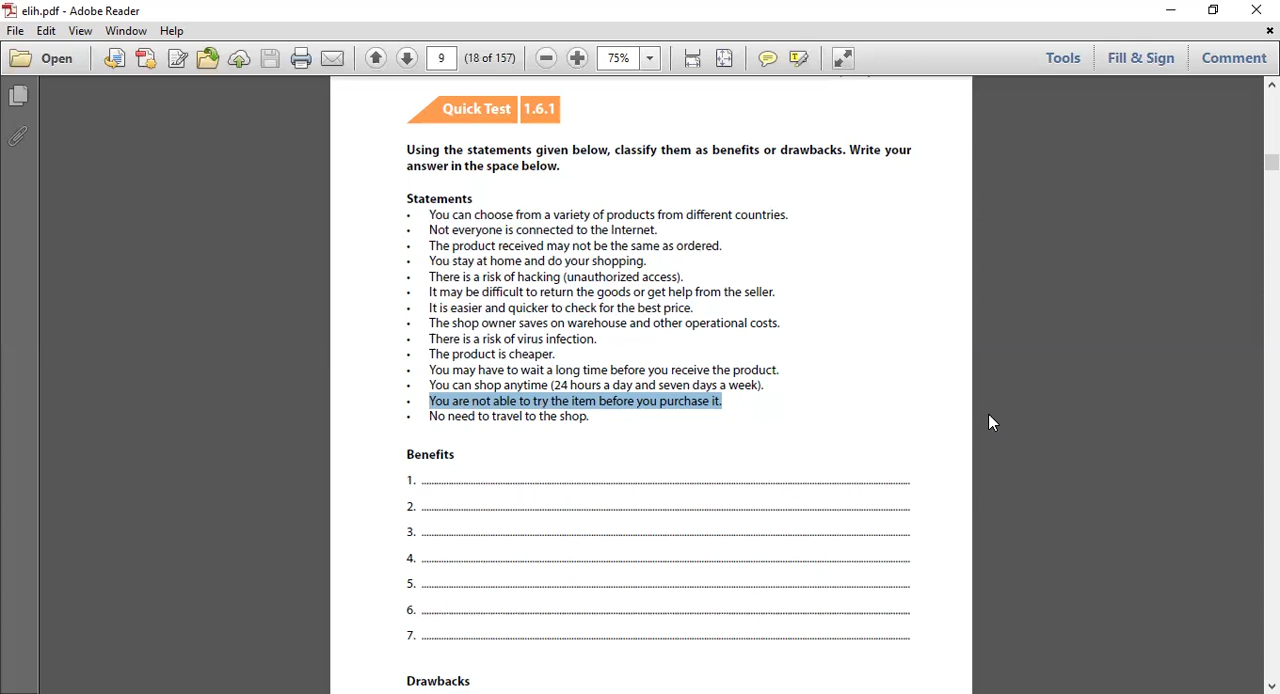 elih.pdf - Adobe Reader
File Edit View Window Help
Open 9 (18 of 157) 75% Tools Fill & Sign Comment
Quick Test 1.6.1
Using the statements given below, classify them as benefits or drawbacks. Write your
answer in the space below.
Statements
• You can choose from a variety of products from different countries.
• Not everyone is connected to the Internet.
• The product received may not be the same as ordered.
• You stay at home and do your shopping.
• There is a risk of hacking (unauthorized access).
• It may be difficult to return the goods or get help from the seller.
• It is easier and quicker to check for the best price.
• The shop owner saves on warehouse and other operational costs.
• There is a risk of virus infection.
• The product is cheaper.
• You may have to wait a long time before you receive the product.
• You can shop anytime (24 hours a day and seven days a week).
• You are not able to try the item before you purchase it.
• No need to travel to the shop.
Benefits
1.
2.
3.
4.
5.
6.
7.
Drawbacks